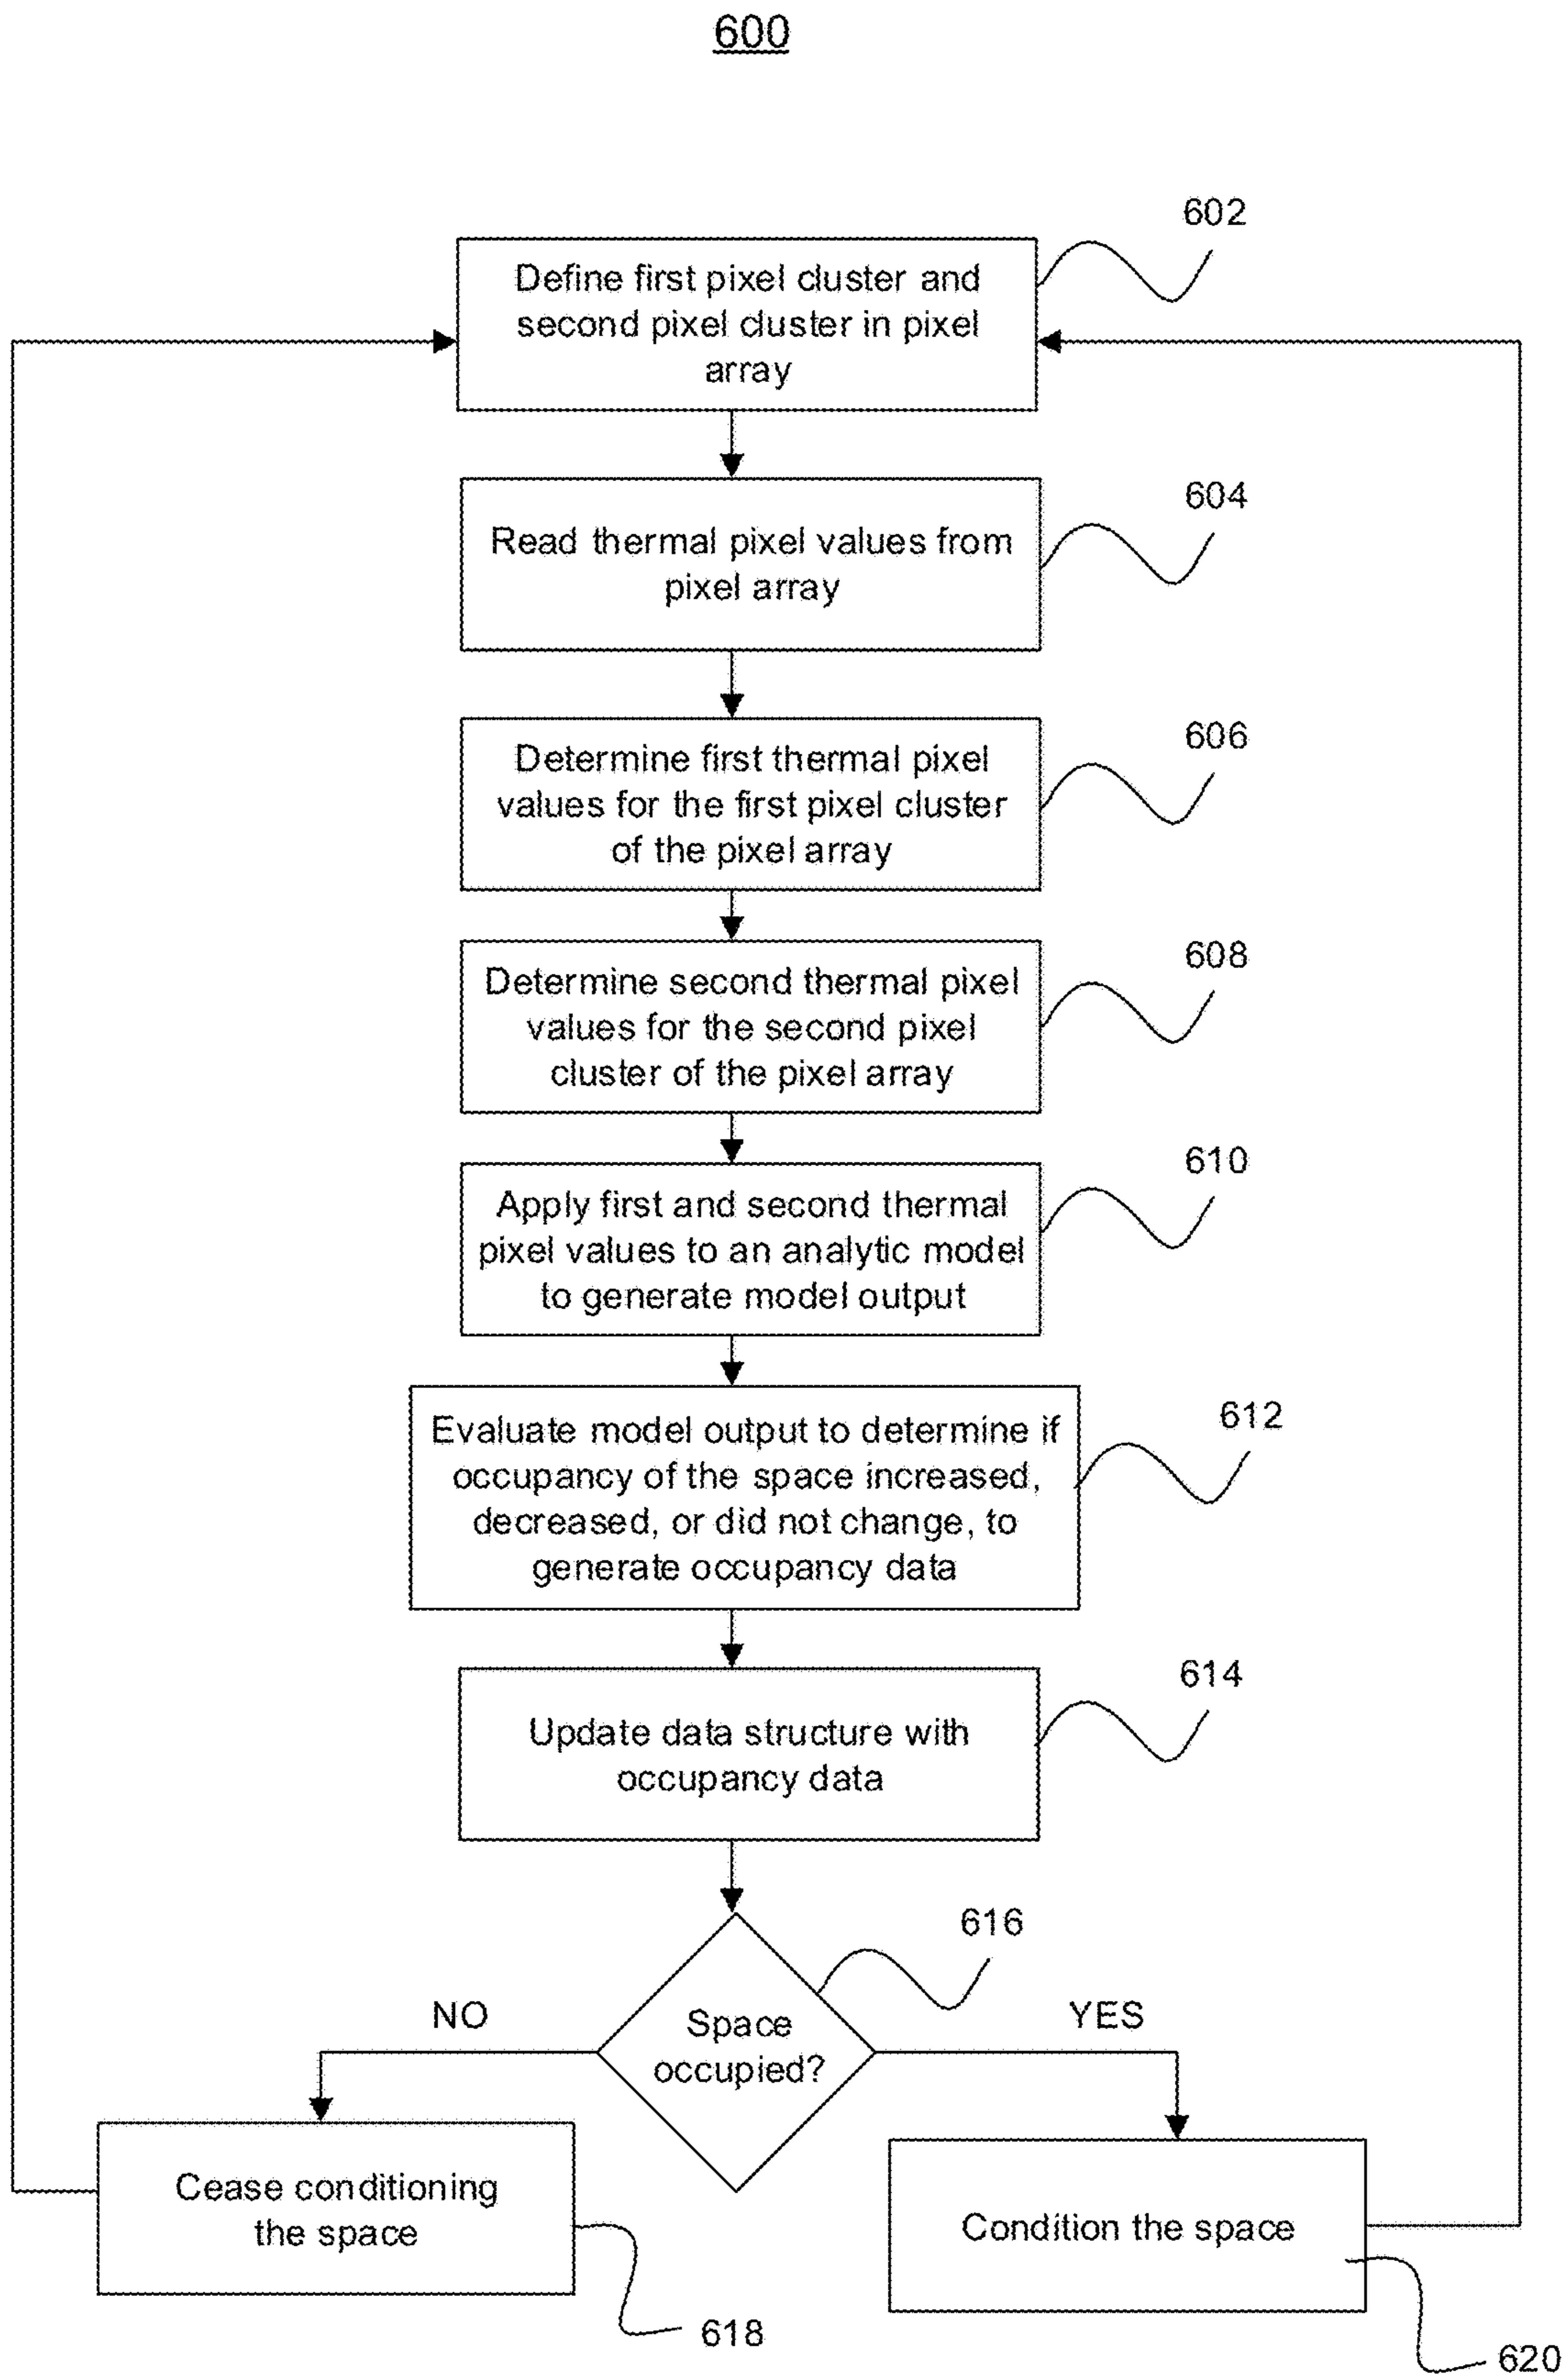 600
602
Define first pixel cluster and
second pixel cluster in pixel
array
604
Read thermal pixel values from
pixel array
606
Determine first thermal pixel
values for the first pixel cluster
of the pixel array
608
Determine second thermal pixel
values for the second pixel
cluster of the pixel array
610
Apply first and second thermal
pixel values to an analytic model
to generate model output
612
Evaluate model output to determine if
occupancy of the space increased,
decreased, or did not change, to
generate occupancy data
614
Update data structure with
occupancy data
616
NO
YES
Space
occupied?
Cease conditioning
the space
Condition the space
618
620